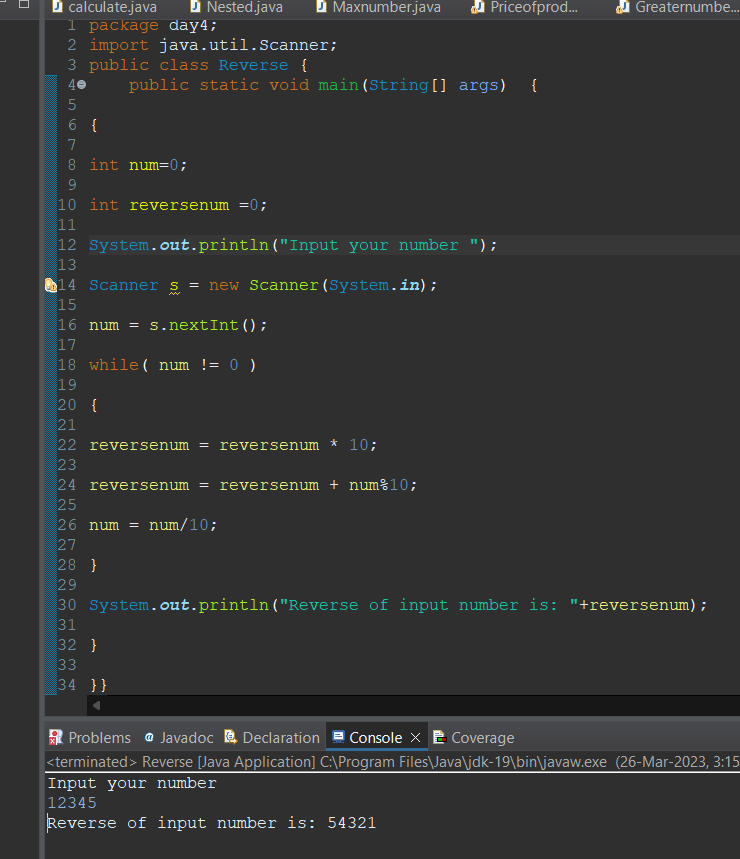 calculate.java Nested.java Maxnumber.java Priceofprod... Greaternumbe...
1 package day4;
2 import java.util.Scanner;
3 public class Reverse {
4 public static void main(String[] args)  {
5
6 {
7
8 int num=0;
9
10 int reversenum =0;
11
12 System.out.println("Input your number ");
13
14 Scanner s = new Scanner(System.in);
15
16 num = s.nextInt();
17
18 while( num != 0 )
19
20 {
21
22 reversenum = reversenum * 10;
23
24 reversenum = reversenum + num%10;
25
26 num = num/10;
27
28 }
29
30 System.out.println("Reverse of input number is: "+reversenum);
31
32 }
33
34 }}
Problems @ Javadoc Declaration Console × Coverage
<terminated> Reverse [Java Application] C:\Program Files\Java\jdk-19\bin\javaw.exe (26-Mar-2023, 3:15
Input your number
12345
Reverse of input number is: 54321